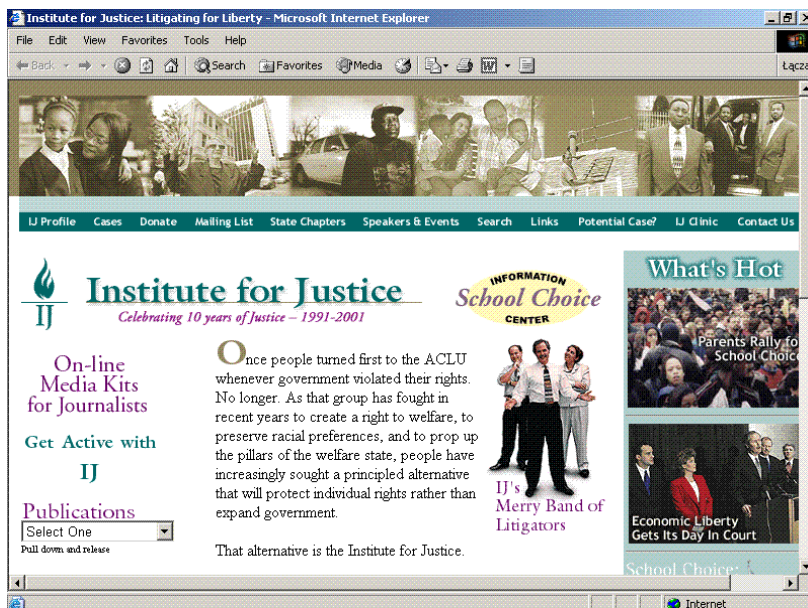 Institute for Justice: Litigating for Liberty - Microsoft Internet Explorer
File Edit View Favorites Tools Help
Back Search Favorites Media Łącza
IJ Profile Cases Donate Mailing List State Chapters Speakers & Events Search Links Potential Case? IJ Clinic Contact Us
IJ
Institute for Justice
Celebrating 10 years of Justice – 1991-2001
INFORMATION
School Choice
CENTER
What's Hot
Parents Rally fo
School Choice
On-line
Media Kits
for Journalists
Get Active with
IJ
Publications
Select One
Pull down and release
Once people turned first to the ACLU
whenever government violated their rights.
No longer. As that group has fought in
recent years to create a right to welfare, to
preserve racial preferences, and to prop up
the pillars of the welfare state, people have
increasingly sought a principled alternative
that will protect individual rights rather than
expand government.
That alternative is the Institute for Justice.
IJ's
Merry Band of
Litigators
Economic Liberty
Gets Its Day In Court
School Choice:
Internet